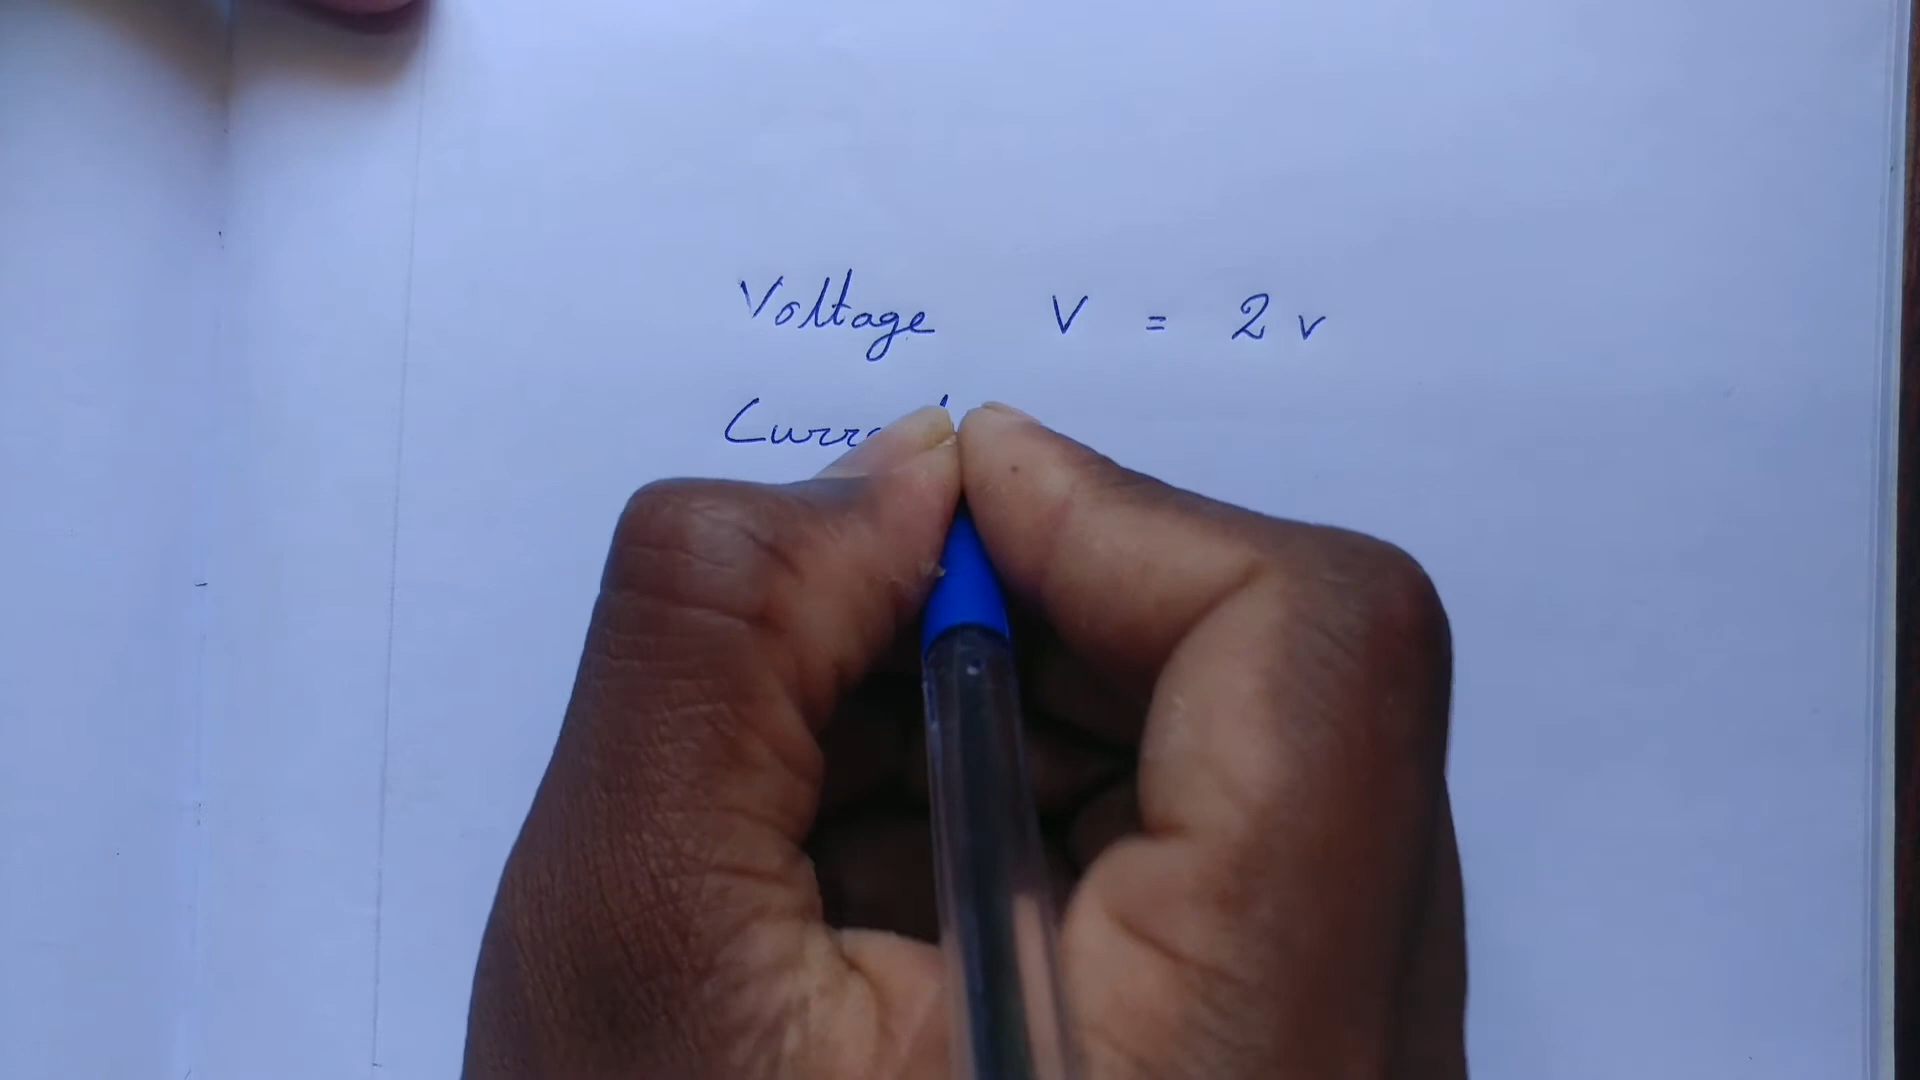 Voltage V = 2 v